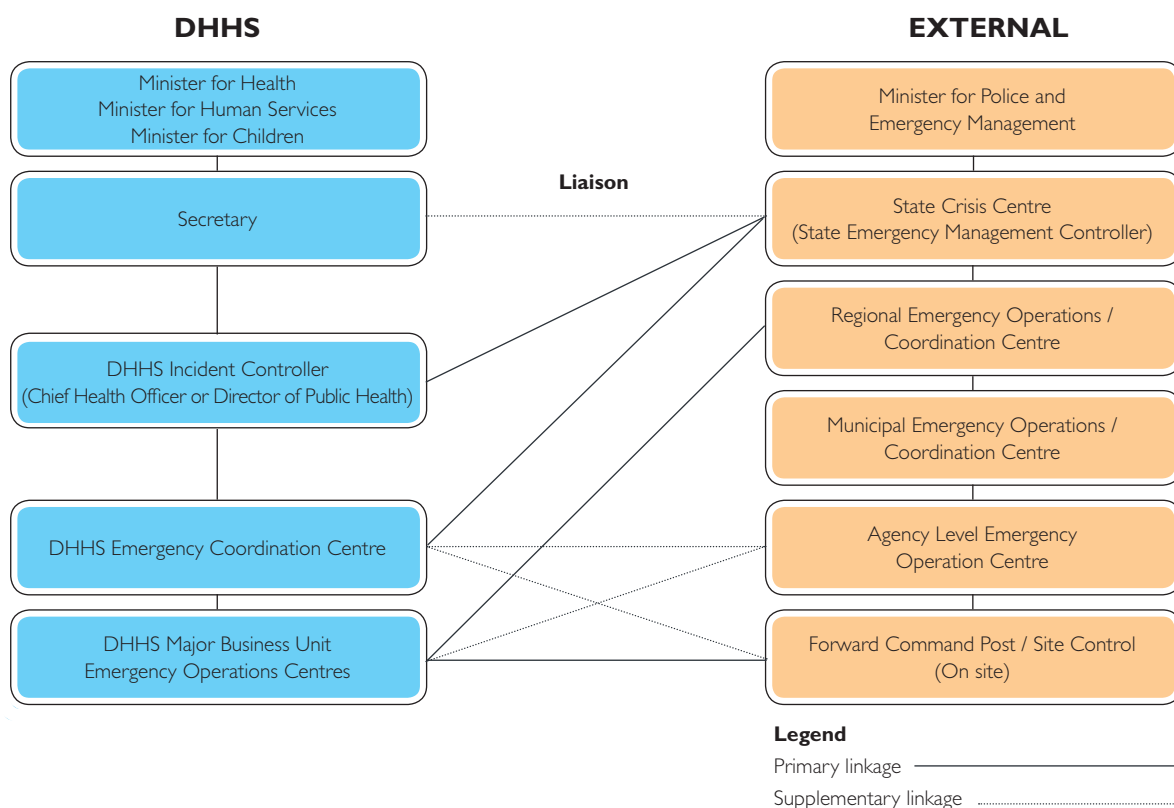 DHHS
EXTERNAL
Minister for Health
Minister for Human Services
Minister for Children
Minister for Police and
Emergency Management
Liaison
Secretary
State Crisis Centre
(State Emergency Management Controller)
Regional Emergency Operations /
Coordination Centre
DHHS Incident Controller
(Chief Health Officer or Director of Public Health)
Municipal Emergency Operations /
Coordination Centre
DHHS Emergency Coordination Centre
Agency Level Emergency
Operation Centre
DHHS Major Business Unit
Emergency Operations Centres
Forward Command Post / Site Control
(On site)
Legend
Primary linkage
Supplementary linkage